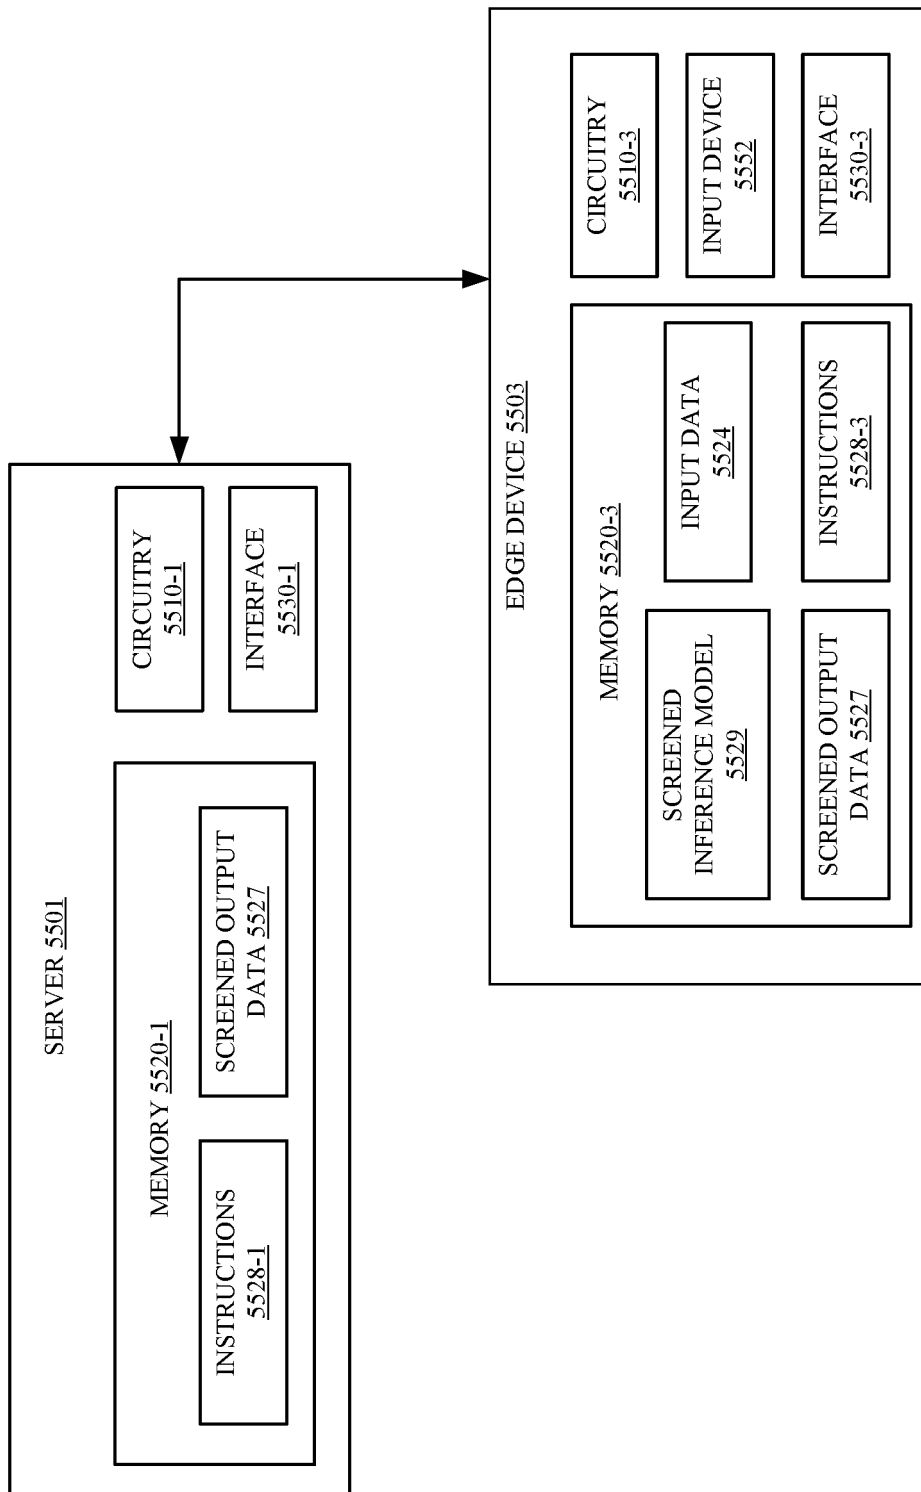 SERVER 5501
MEMORY 5520-1
INSTRUCTIONS
5528-1
SCREENED OUTPUT
DATA 5527
CIRCUITRY
5510-1
INTERFACE
5530-1
EDGE DEVICE 5503
MEMORY 5520-3
SCREENED
INFERENCE MODEL
5529
INPUT DATA
5524
SCREENED OUTPUT
DATA 5527
INSTRUCTIONS
5528-3
CIRCUITRY
5510-3
INPUT DEVICE
5552
INTERFACE
5530-3